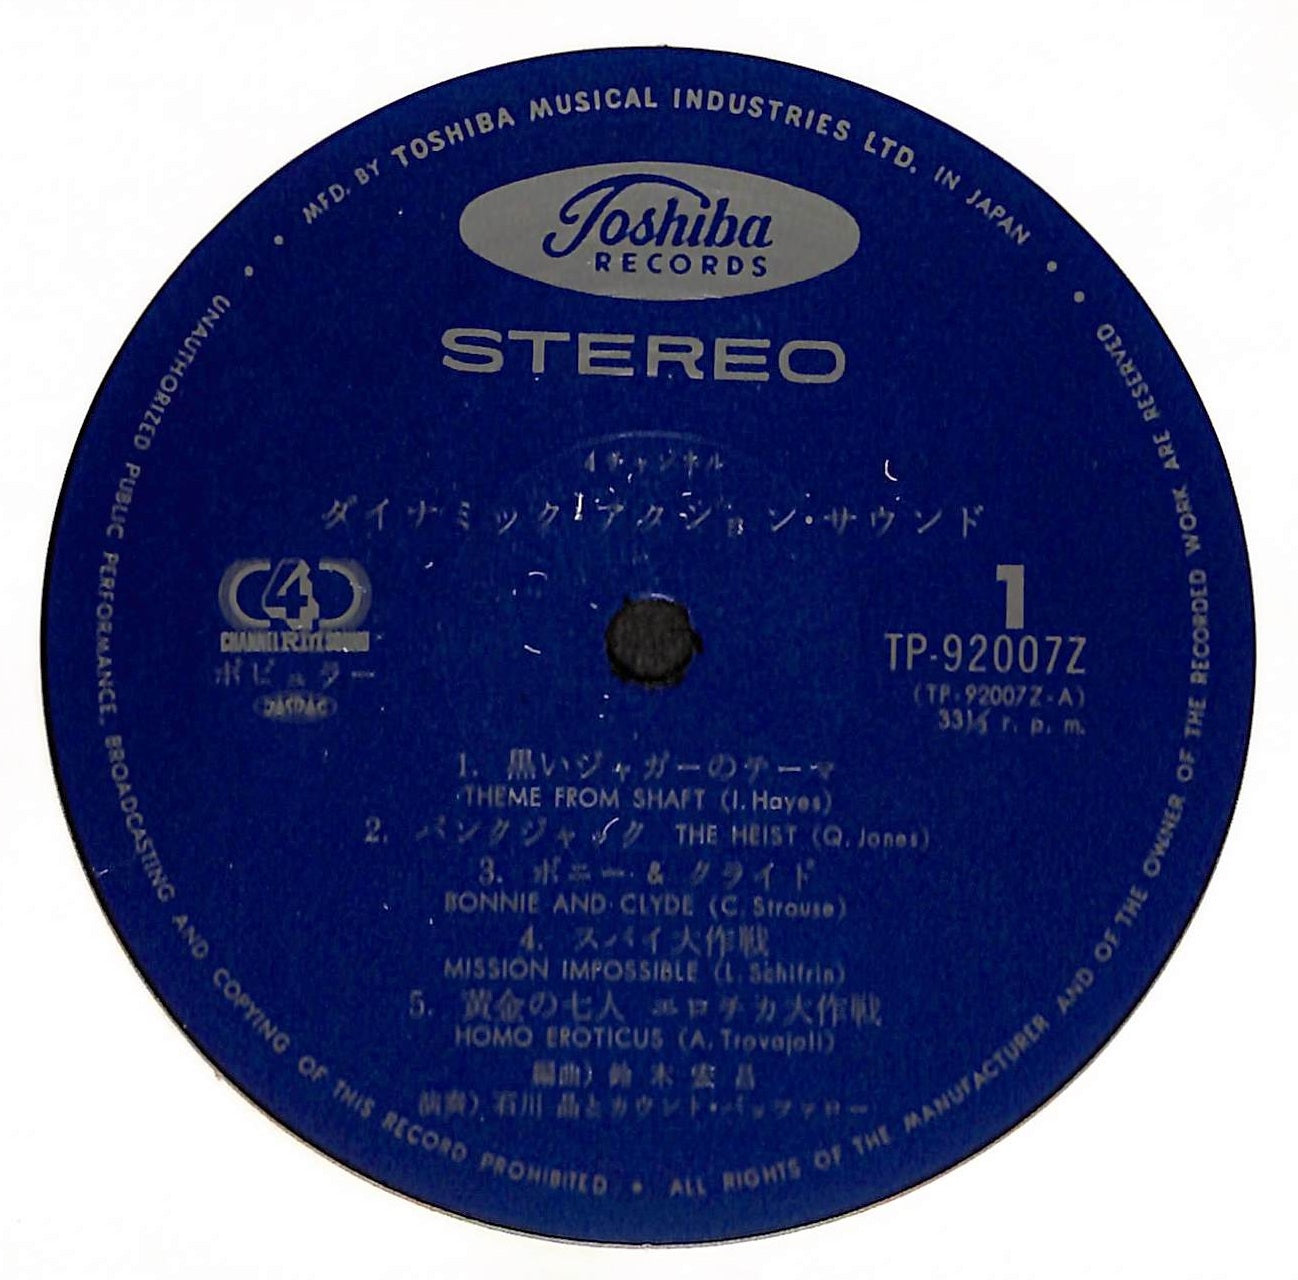 MFD. BY TOSHIBA MUSICAL INDUSTRIES LTD. IN JAPAN
Toshiba
RECORDS
STEREO
4チャンネル
ダイナミック・アクション・サウンド
4
CHANNEL RM SOUND
ポピュラー
JASRAC
1
TP-92007Z
(TP-92007Z-A)
33⅓ r. p. m.
1. 黒いジャガーのテーマ
THEME FROM SHAFT (I. Hayes)
2. バンクジャック THE HEIST (Q. Jones)
3. ボニー & クライド
BONNIE AND CLYDE (C. Strouse)
4. スパイ大作戦
MISSION IMPOSSIBLE (L. Schifrin)
5. 黄金の七人 エロチカ大作戦
HOMO EROTICUS (A. Trovajoli)
編曲) 鈴木宏昌
演奏) 石川 晶とカウント・バッファロー
UNAUTHORIZED PUBLIC PERFORMANCE, BROADCASTING AND COPYING OF THIS RECORD PROHIBITED • ALL RIGHTS OF THE MANUFACTURER AND OF THE OWNER OF THE RECORDED WORK ARE RESERVED